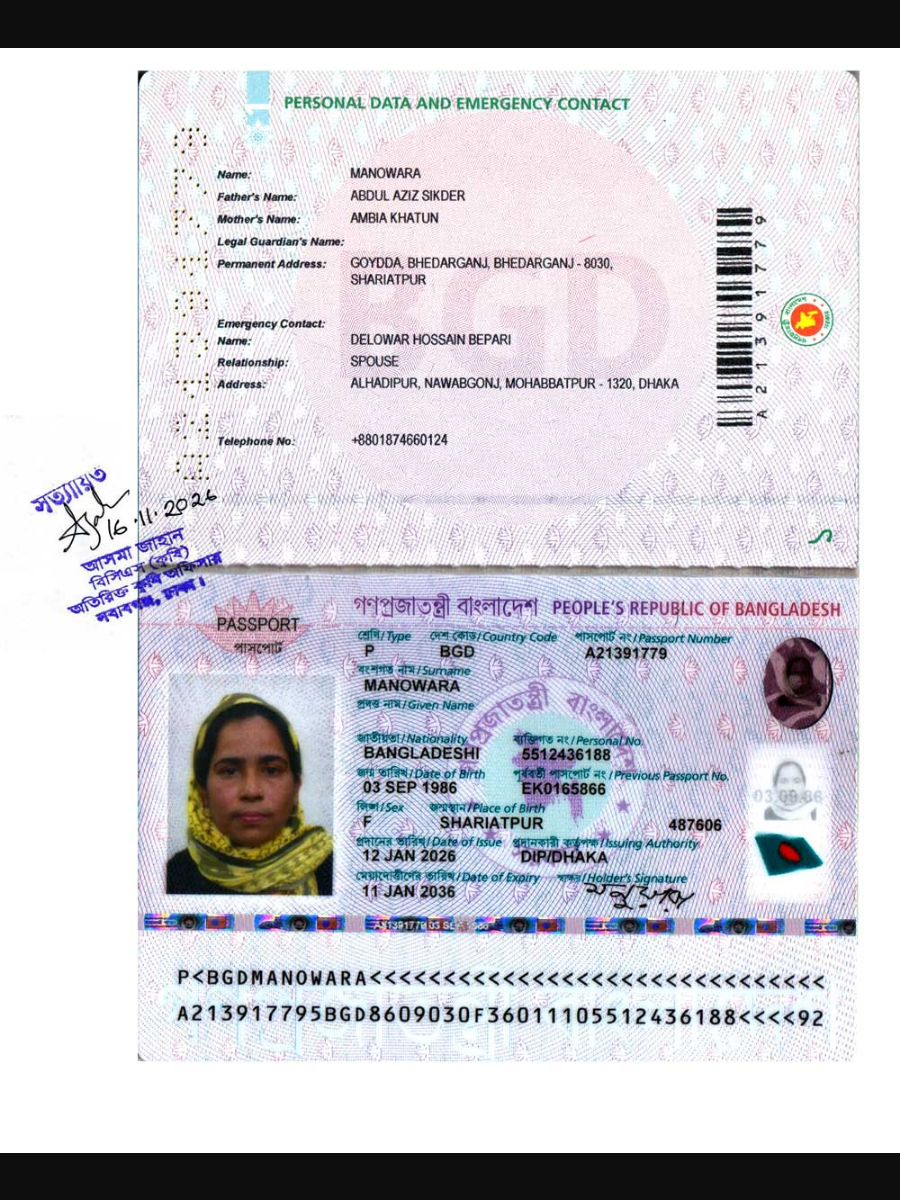 PERSONAL DATA AND EMERGENCY CONTACT
Name: MANOWARA
Father's Name: ABDUL AZIZ SIKDER
Mother's Name: AMBIA KHATUN
Legal Guardian's Name:
Permanent Address: GOYDDA, BHEDARGANJ, BHEDARGANJ - 8030,
SHARIATPUR
Emergency Contact:
Name: DELOWAR HOSSAIN BEPARI
Relationship: SPOUSE
Address: ALHADIPUR, NAWABGONJ, MOHABBATPUR - 1320, DHAKA
Telephone No: +8801874660124
A21391779
BGD
সত্যায়িত
16.11.2026
আসমা জাহান
বিসিএস (কৃষি)
অতিরিক্ত কৃষি অফিসার
নবাবগঞ্জ, ঢাকা।
গণপ্রজাতন্ত্রী বাংলাদেশ PEOPLE'S REPUBLIC OF BANGLADESH
PASSPORT
পাসপোর্ট
শ্রেণি/Type দেশ কোড/Country Code পাসপোর্ট নং/Passport Number
P BGD A21391779
বংশগত নাম/Surname
MANOWARA
প্রদত্ত নাম/Given Name
জাতীয়তা/Nationality ব্যক্তিগত নং/Personal No.
BANGLADESHI 5512436188
জন্ম তারিখ/Date of Birth পূর্ববর্তী পাসপোর্ট নং/Previous Passport No.
03 SEP 1986 EK0165866
লিঙ্গ/Sex জন্মস্থান/Place of Birth
F SHARIATPUR 487606
প্রদানের তারিখ/Date of Issue প্রদানকারী কর্তৃপক্ষ/Issuing Authority
12 JAN 2026 DIP/DHAKA
মেয়াদোত্তীর্ণের তারিখ/Date of Expiry স্বাক্ষর/Holder's Signature
11 JAN 2036
03.09.86
P<BGDMANOWARA<<<<<<<<<<<<<<<<<<<<<<<<<<<<<<<
A213917795BGD8609030F36011105512436188<<<<92